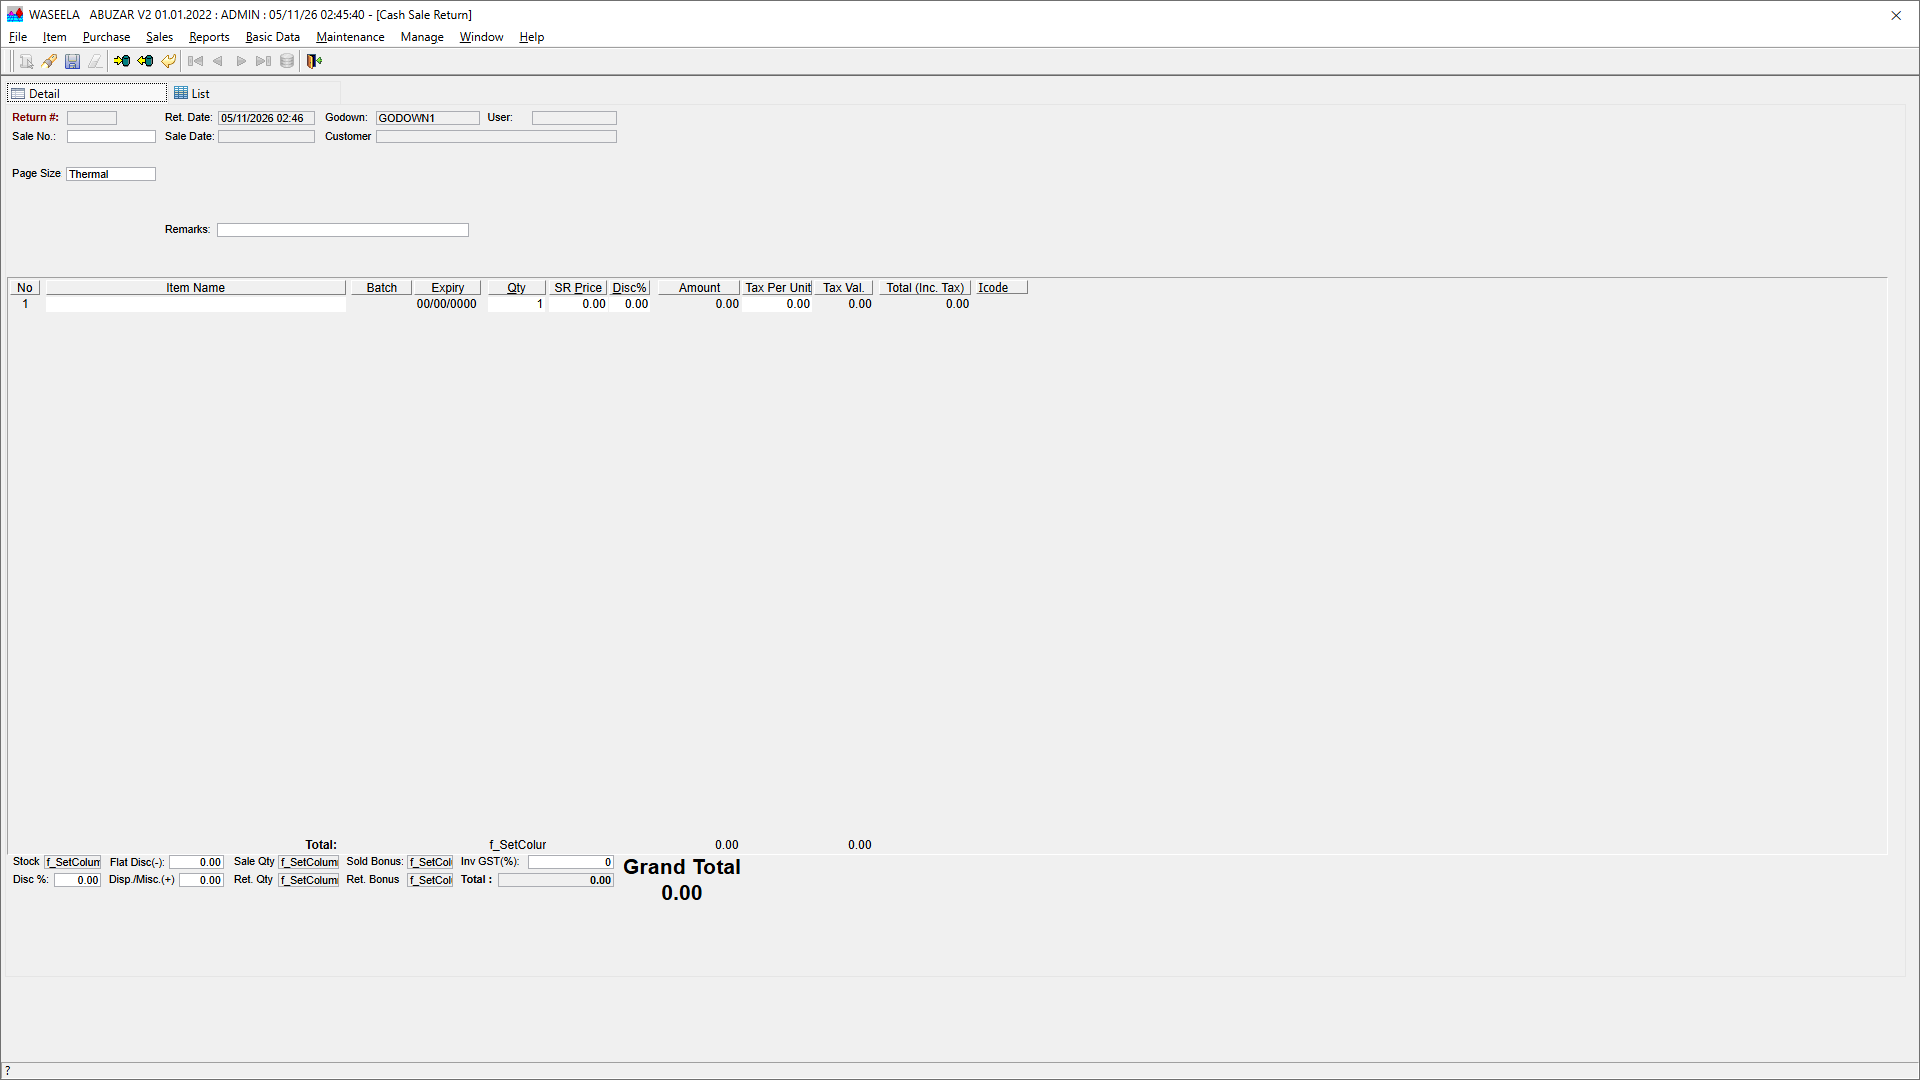 WASEELA ABUZAR V2 01.01.2022 : ADMIN : 05/11/26 02:45:40 - [Cash Sale Return]
File Item Purchase Sales Reports Basic Data Maintenance Manage Window Help
Detail List
Return #: Ret. Date: 05/11/2026 02:46 Godown: GODOWN1 User:
Sale No.: Sale Date: Customer
Page Size Thermal
Remarks:
No Item Name Batch Expiry Qty SR Price Disc% Amount Tax Per Unit Tax Val. Total (Inc. Tax) Icode
1 00/00/0000 1 0.00 0.00 0.00 0.00 0.00 0.00
Total: f_SetColur 0.00 0.00
Stock f_SetColum Flat Disc(-): 0.00 Sale Qty f_SetColum Sold Bonus: f_SetCol Inv GST(%): 0 Grand Total
Disc %: 0.00 Disp./Misc.(+) 0.00 Ret. Qty f_SetColum Ret. Bonus f_SetCol Total : 0.00 0.00
?